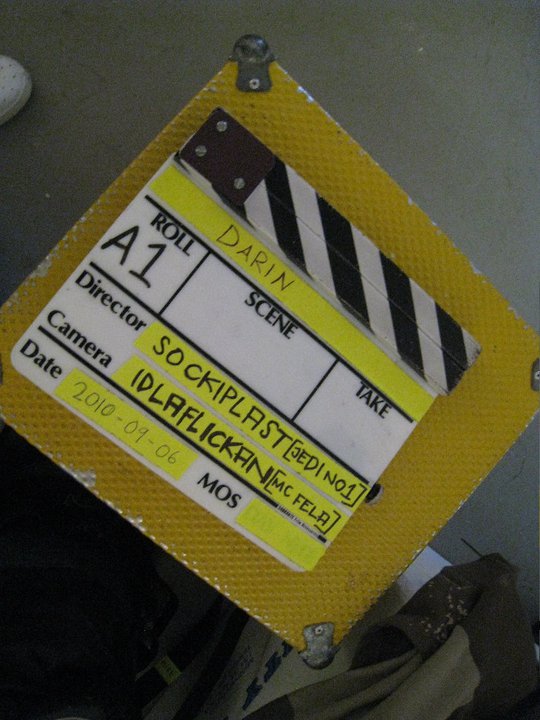 DARIN
ROLL SCENE TAKE
A1
Director SOCKIPLAST [JEDI NO1]
Camera IDLAFLICKAN [MC FELA]
Date 2010-09-06 MOS